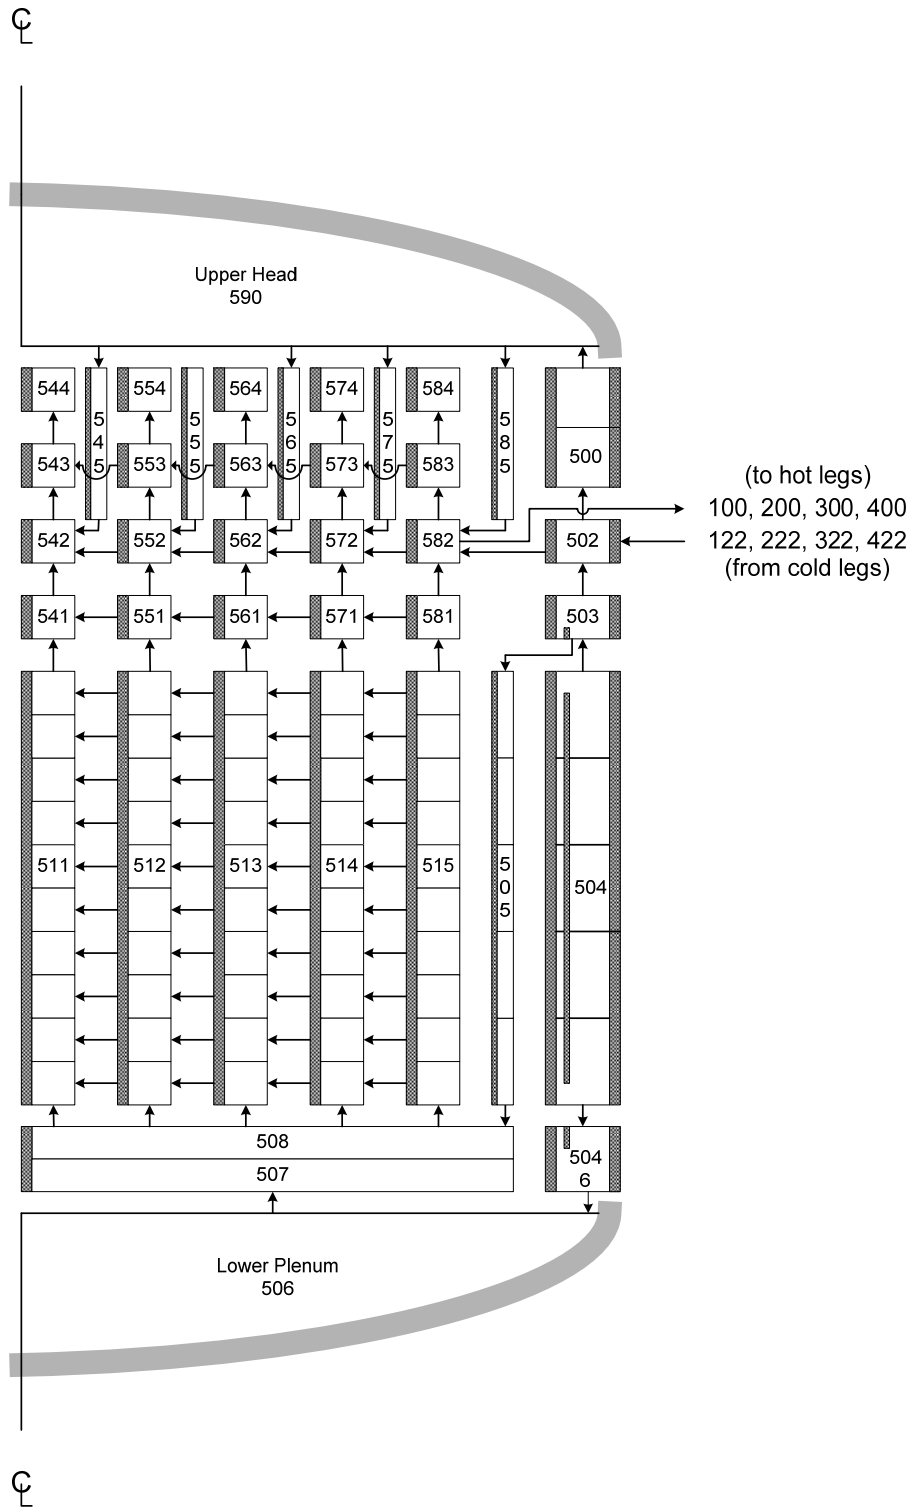 ℄
Upper Head
590
544 554 564 574 584
545 555 565 575 585
543 553 563 573 583 500
(to hot legs)
100, 200, 300, 400
542 552 562 572 582 502 122, 222, 322, 422
(from cold legs)
541 551 561 571 581 503
511 512 513 514 515 505 504
508
507
504
6
Lower Plenum
506
℄